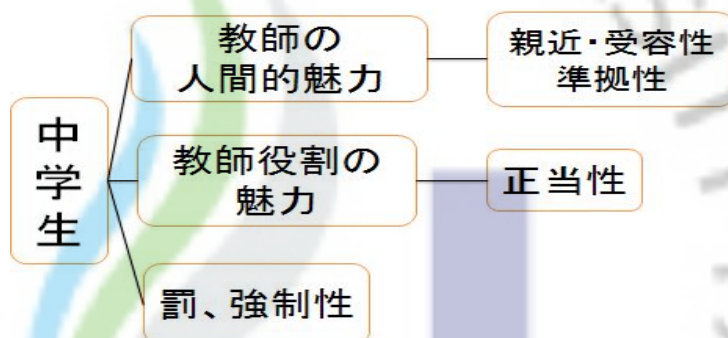 中学生
教師の
人間的魅力
親近・受容性
準拠性
教師役割の
魅力
正当性
罰、強制性